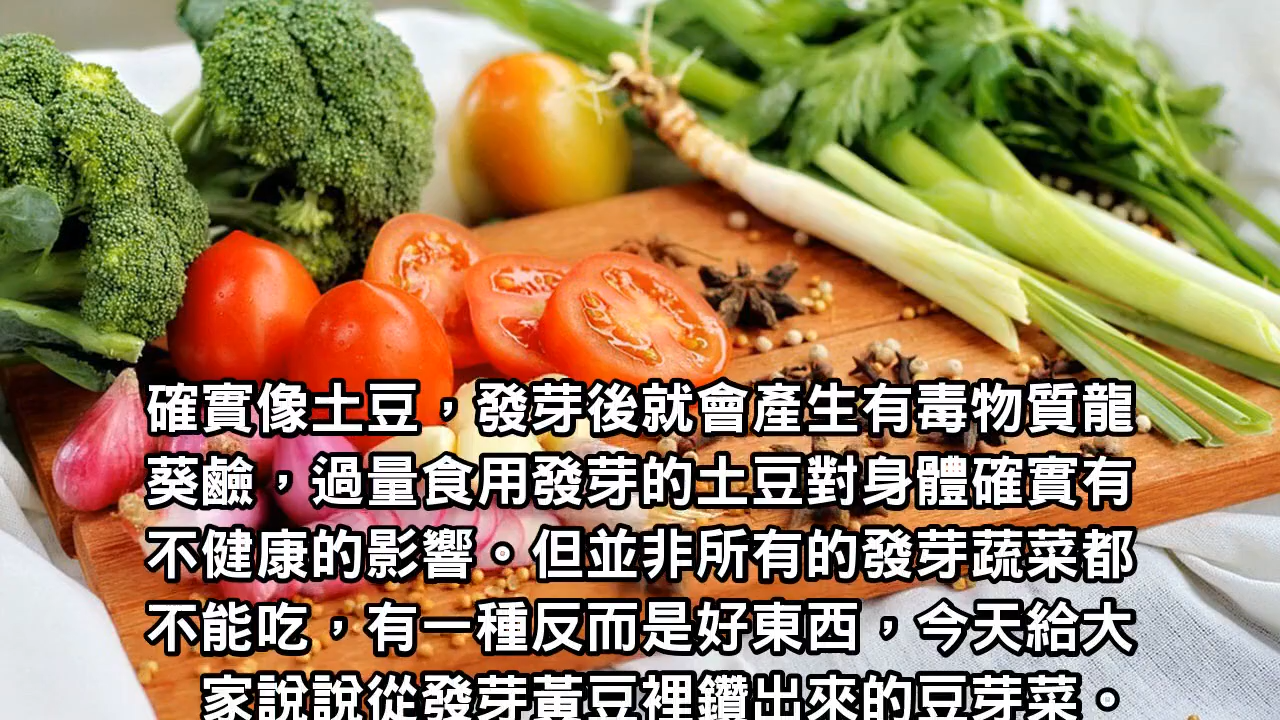 確實像土豆，發芽後就會產生有毒物質龍
葵鹼，過量食用發芽的土豆對身體確實有
不健康的影響。但並非所有的發芽蔬菜都
不能吃，有一種反而是好東西，今天給大
家說說從發芽黃豆裡鑽出來的豆芽菜。